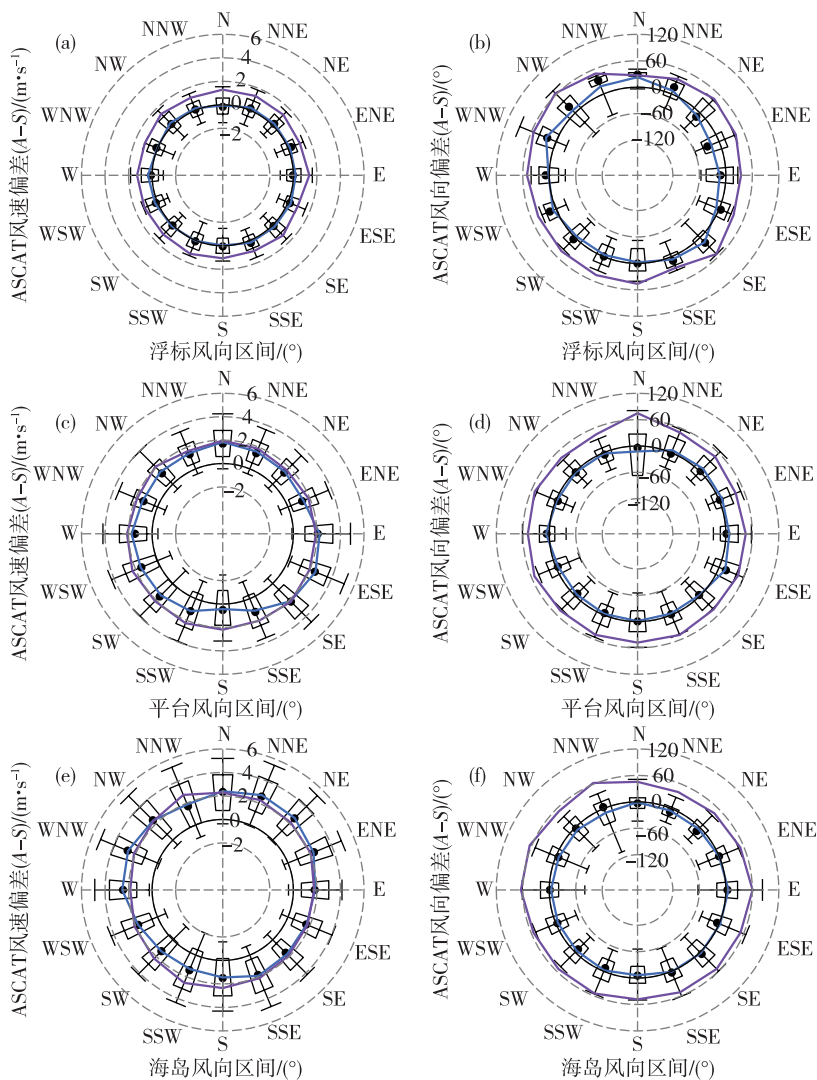 N N
NNW NNE NNW NNE
(a) (b)
NW NE NW NE
WNW ENE WNW ENE
W E W E
WSW ESE WSW ESE
SW SE SW SE
SSW SSE SSW SSE
S S
6 4 2 0 −2
120 60 0 −60 −120
ASCAT风速偏差(A−S)/(m•s⁻¹)
ASCAT风向偏差(A−S)/(°)
浮标风向区间/(°) 浮标风向区间/(°)
N N
NNW NNE NNW NNE
(c) (d)
NW NE NW NE
WNW ENE WNW ENE
W E W E
WSW ESE WSW ESE
SW SE SW SE
SSW SSE SSW SSE
S S
6 4 2 0 −2
120 60 0 −60 −120
ASCAT风速偏差(A−S)/(m•s⁻¹)
ASCAT风向偏差(A−S)/(°)
平台风向区间/(°) 平台风向区间/(°)
N N
NNW NNE NNW NNE
(e) (f)
NW NE NW NE
WNW ENE WNW ENE
W E W E
WSW ESE WSW ESE
SW SE SW SE
SSW SSE SSW SSE
S S
6 4 2 0 −2
120 60 0 −60 −120
ASCAT风速偏差(A−S)/(m•s⁻¹)
ASCAT风向偏差(A−S)/(°)
海岛风向区间/(°) 海岛风向区间/(°)